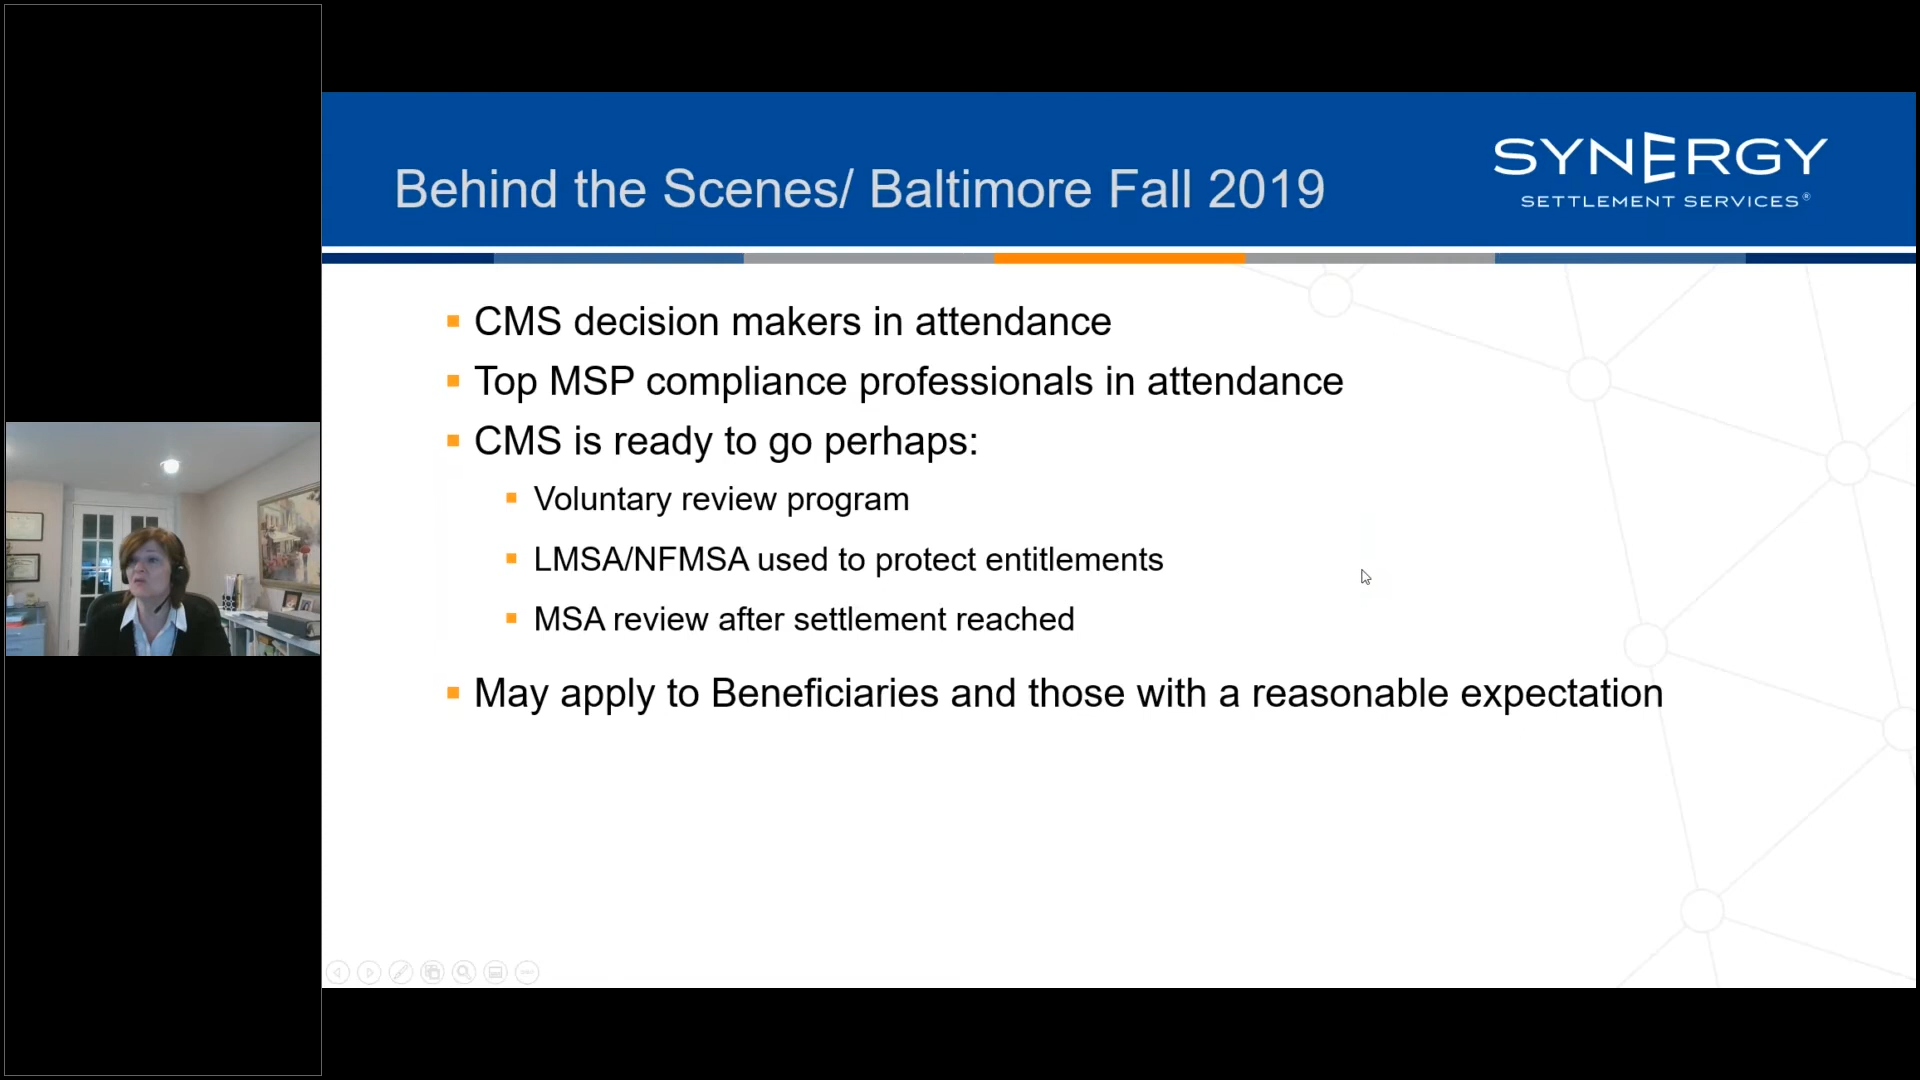 Behind the Scenes/ Baltimore Fall 2019
SYNERGY
SETTLEMENT SERVICES®
CMS decision makers in attendance
Top MSP compliance professionals in attendance
CMS is ready to go perhaps:
Voluntary review program
LMSA/NFMSA used to protect entitlements
MSA review after settlement reached
May apply to Beneficiaries and those with a reasonable expectation